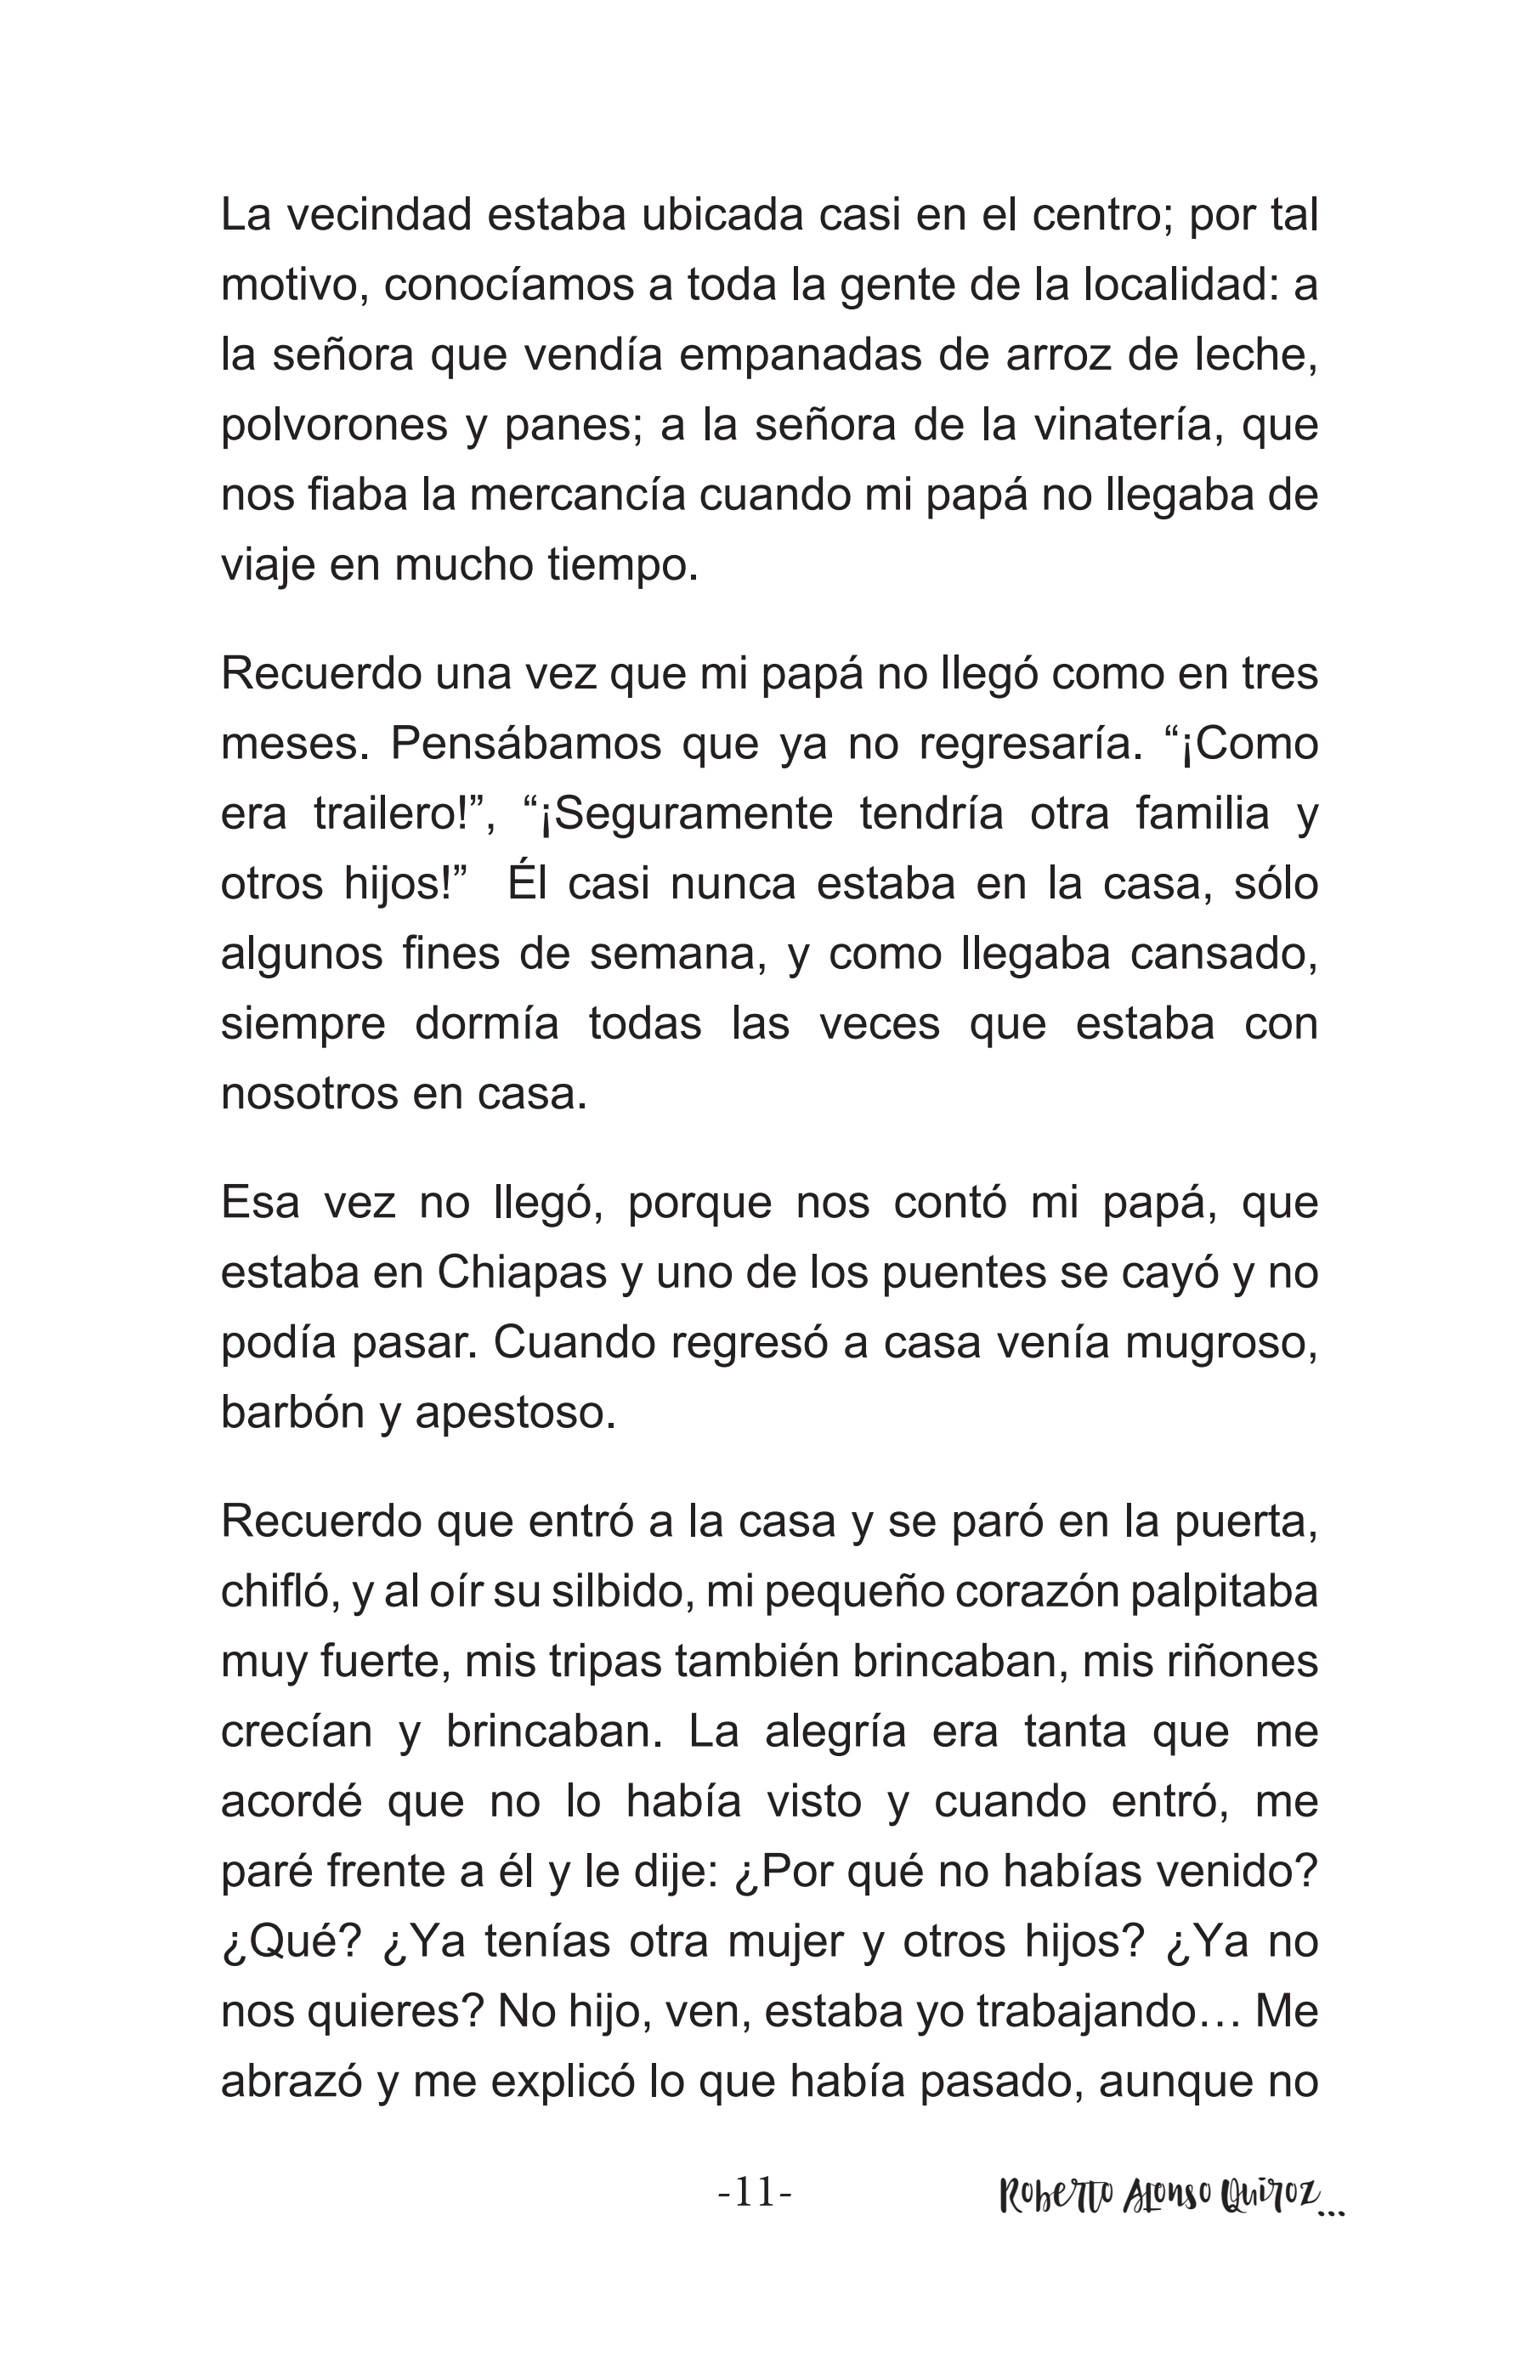 La vecindad estaba ubicada casi en el centro; por tal
motivo, conocíamos a toda la gente de la localidad: a
la señora que vendía empanadas de arroz de leche,
polvorones y panes; a la señora de la vinatería, que
nos fiaba la mercancía cuando mi papá no llegaba de
viaje en mucho tiempo.
Recuerdo una vez que mi papá no llegó como en tres
meses. Pensábamos que ya no regresaría. “¡Como
era trailero!”, “¡Seguramente tendría otra familia y
otros hijos!”  Él casi nunca estaba en la casa, sólo
algunos fines de semana, y como llegaba cansado,
siempre dormía todas las veces que estaba con
nosotros en casa.
Esa vez no llegó, porque nos contó mi papá, que
estaba en Chiapas y uno de los puentes se cayó y no
podía pasar. Cuando regresó a casa venía mugroso,
barbón y apestoso.
Recuerdo que entró a la casa y se paró en la puerta,
chifló, y al oír su silbido, mi pequeño corazón palpitaba
muy fuerte, mis tripas también brincaban, mis riñones
crecían y brincaban. La alegría era tanta que me
acordé que no lo había visto y cuando entró, me
paré frente a él y le dije: ¿Por qué no habías venido?
¿Qué? ¿Ya tenías otra mujer y otros hijos? ¿Ya no
nos quieres? No hijo, ven, estaba yo trabajando… Me
abrazó y me explicó lo que había pasado, aunque no
-11- Roberto Alonso Quiroz...